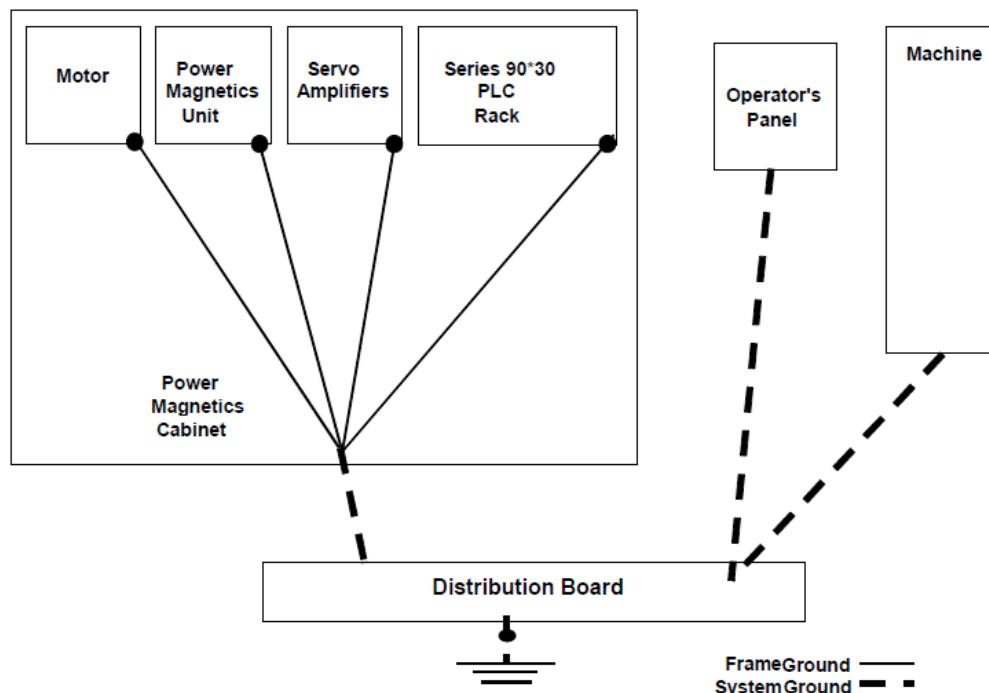 Motor
Power
Magnetics
Unit
Servo
Amplifiers
Series 90*30
PLC
Rack
Operator's
Panel
Machine
Power
Magnetics
Cabinet
Distribution Board
FrameGround
SystemGround